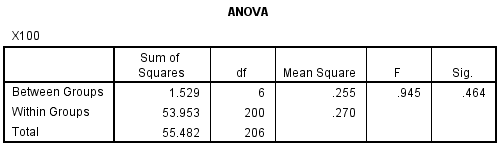 ANOVA
X100
Sum of Squares df Mean Square F Sig.
Between Groups 1.529 6 .255 .945 .464
Within Groups 53.953 200 .270
Total 55.482 206